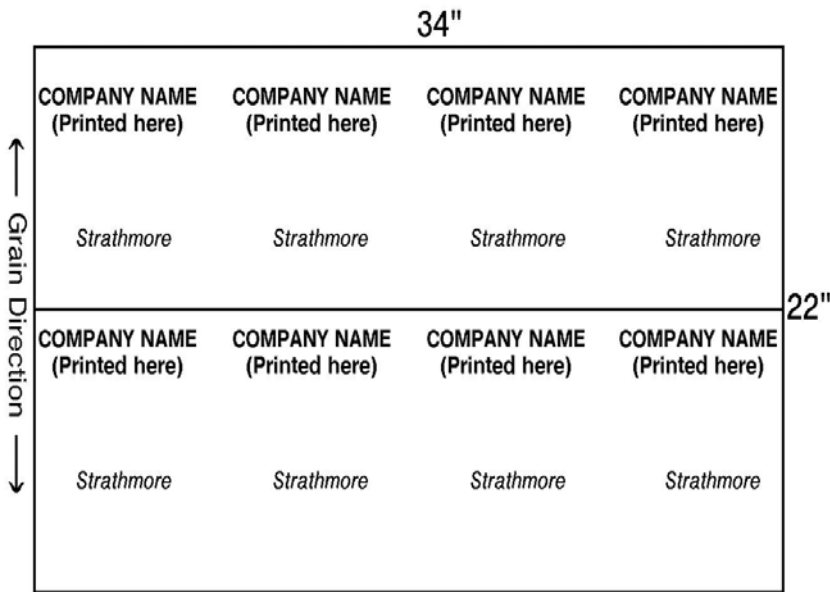 34"
COMPANY NAME COMPANY NAME COMPANY NAME COMPANY NAME
(Printed here) (Printed here) (Printed here) (Printed here)
Strathmore Strathmore Strathmore Strathmore
Grain Direction
22"
COMPANY NAME COMPANY NAME COMPANY NAME COMPANY NAME
(Printed here) (Printed here) (Printed here) (Printed here)
Strathmore Strathmore Strathmore Strathmore